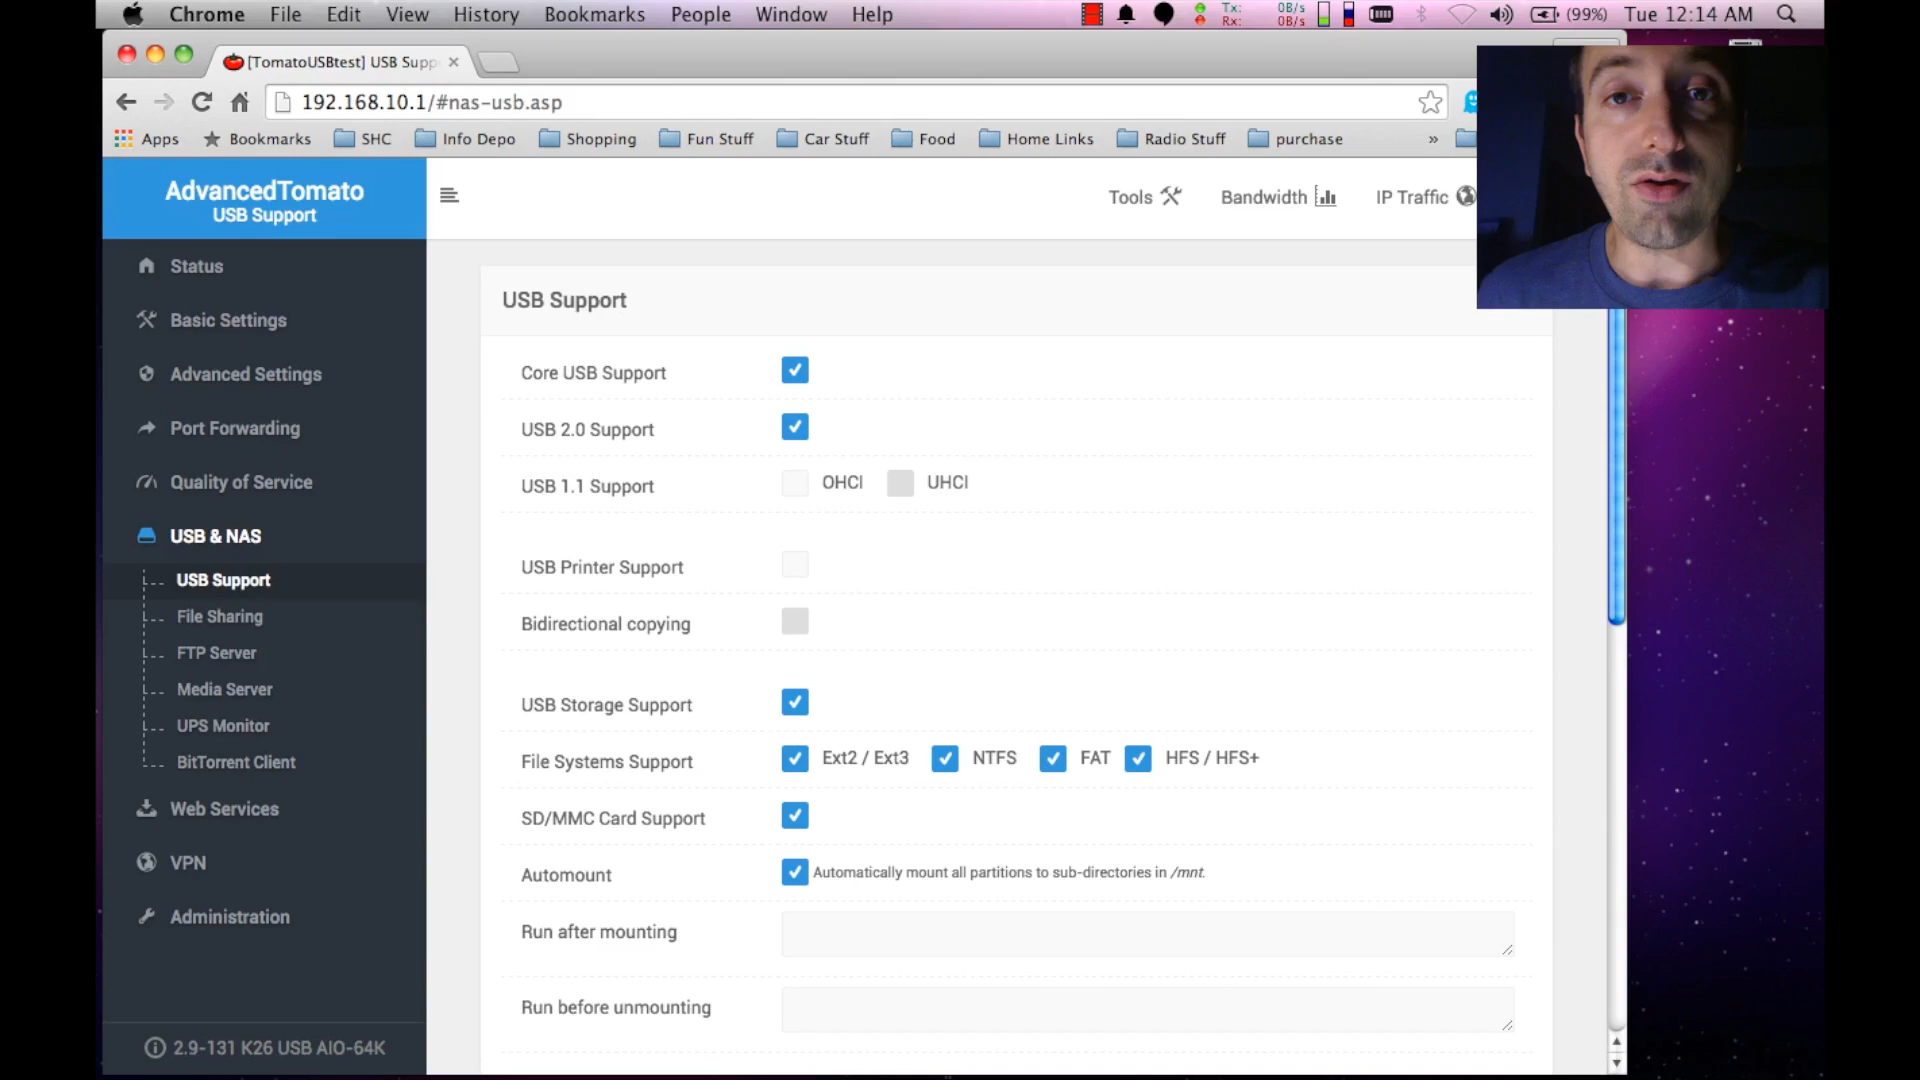 Chrome File Edit View History Bookmarks People Window Help
Tx: 0B/s
Rx: 0B/s
(99%) Tue 12:14 AM
[TomatoUSBtest] USB Supp
192.168.10.1/#nas-usb.asp
Apps Bookmarks SHC Info Depo Shopping Fun Stuff Car Stuff Food Home Links Radio Stuff purchase »
AdvancedTomato
USB Support
Tools Bandwidth IP Traffic
Status
Basic Settings
Advanced Settings
Port Forwarding
Quality of Service
USB & NAS
USB Support
File Sharing
FTP Server
Media Server
UPS Monitor
BitTorrent Client
Web Services
VPN
Administration
2.9-131 K26 USB AIO-64K
USB Support
Core USB Support
USB 2.0 Support
USB 1.1 Support OHCI UHCI
USB Printer Support
Bidirectional copying
USB Storage Support
File Systems Support Ext2 / Ext3 NTFS FAT HFS / HFS+
SD/MMC Card Support
Automount Automatically mount all partitions to sub-directories in /mnt.
Run after mounting
Run before unmounting